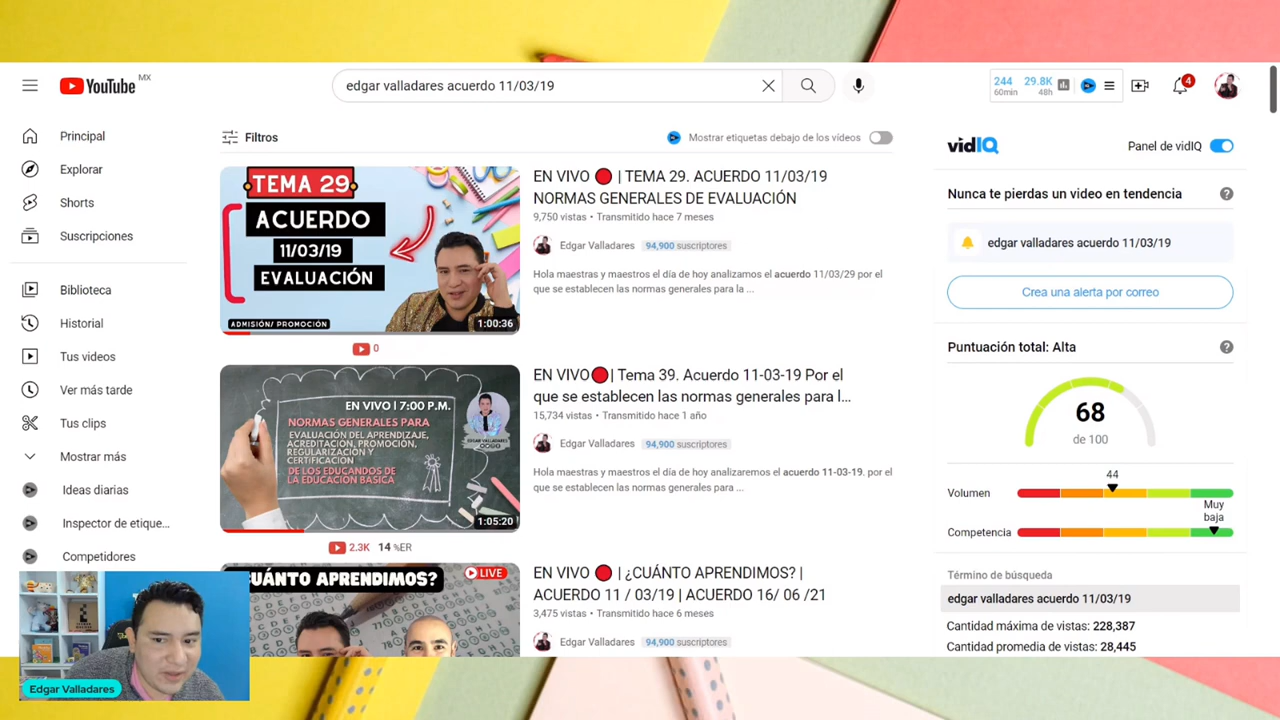 YouTube MX
edgar valladares acuerdo 11/03/19
244
60min
29.8K
48h
4
Principal
Explorar
Shorts
Suscripciones
Biblioteca
Historial
Tus videos
Ver más tarde
Tus clips
Mostrar más
Ideas diarias
Inspector de etique...
Competidores
Filtros
Mostrar etiquetas debajo de los vídeos
TEMA 29
ACUERDO
11/03/19
EVALUACIÓN
ADMISIÓN/ PROMOCIÓN
1:00:36
0
EN VIVO 🔴 | TEMA 29. ACUERDO 11/03/19
NORMAS GENERALES DE EVALUACIÓN
9,750 vistas • Transmitido hace 7 meses
Edgar Valladares 94,900 suscriptores
Hola maestras y maestros el día de hoy analizamos el acuerdo 11/03/29 por el
que se establecen las normas generales para la ...
EN VIVO | 7:00 P.M.
NORMAS GENERALES PARA
EVALUACIÓN DEL APRENDIZAJE,
ACREDITACIÓN, PROMOCIÓN,
REGULARIZACIÓN Y
CERTIFICACIÓN
DE LOS EDUCANDOS DE
LA EDUCACIÓN BÁSICA
EDGAR VALLADARES
1:05:20
2.3K 14 %ER
EN VIVO🔴| Tema 39. Acuerdo 11-03-19 Por el
que se establecen las normas generales para l...
15,734 vistas • Transmitido hace 1 año
Edgar Valladares 94,900 suscriptores
Hola maestras y maestros el día de hoy analizaremos el acuerdo 11-03-19. por el
que se establecen las normas generales para ...
CUÁNTO APRENDIMOS?
LIVE
EN VIVO 🔴 | ¿CUÁNTO APRENDIMOS? |
ACUERDO 11 / 03/19 | ACUERDO 16/ 06 /21
3,475 vistas • Transmitido hace 6 meses
Edgar Valladares 94,900 suscriptores
vidIQ
Panel de vidIQ
Nunca te pierdas un video en tendencia
edgar valladares acuerdo 11/03/19
Crea una alerta por correo
Puntuación total: Alta
68
de 100
44
Volumen
Muy
baja
Competencia
Término de búsqueda
edgar valladares acuerdo 11/03/19
Cantidad máxima de vistas: 228,387
Cantidad promedia de vistas: 28,445
Edgar Valladares